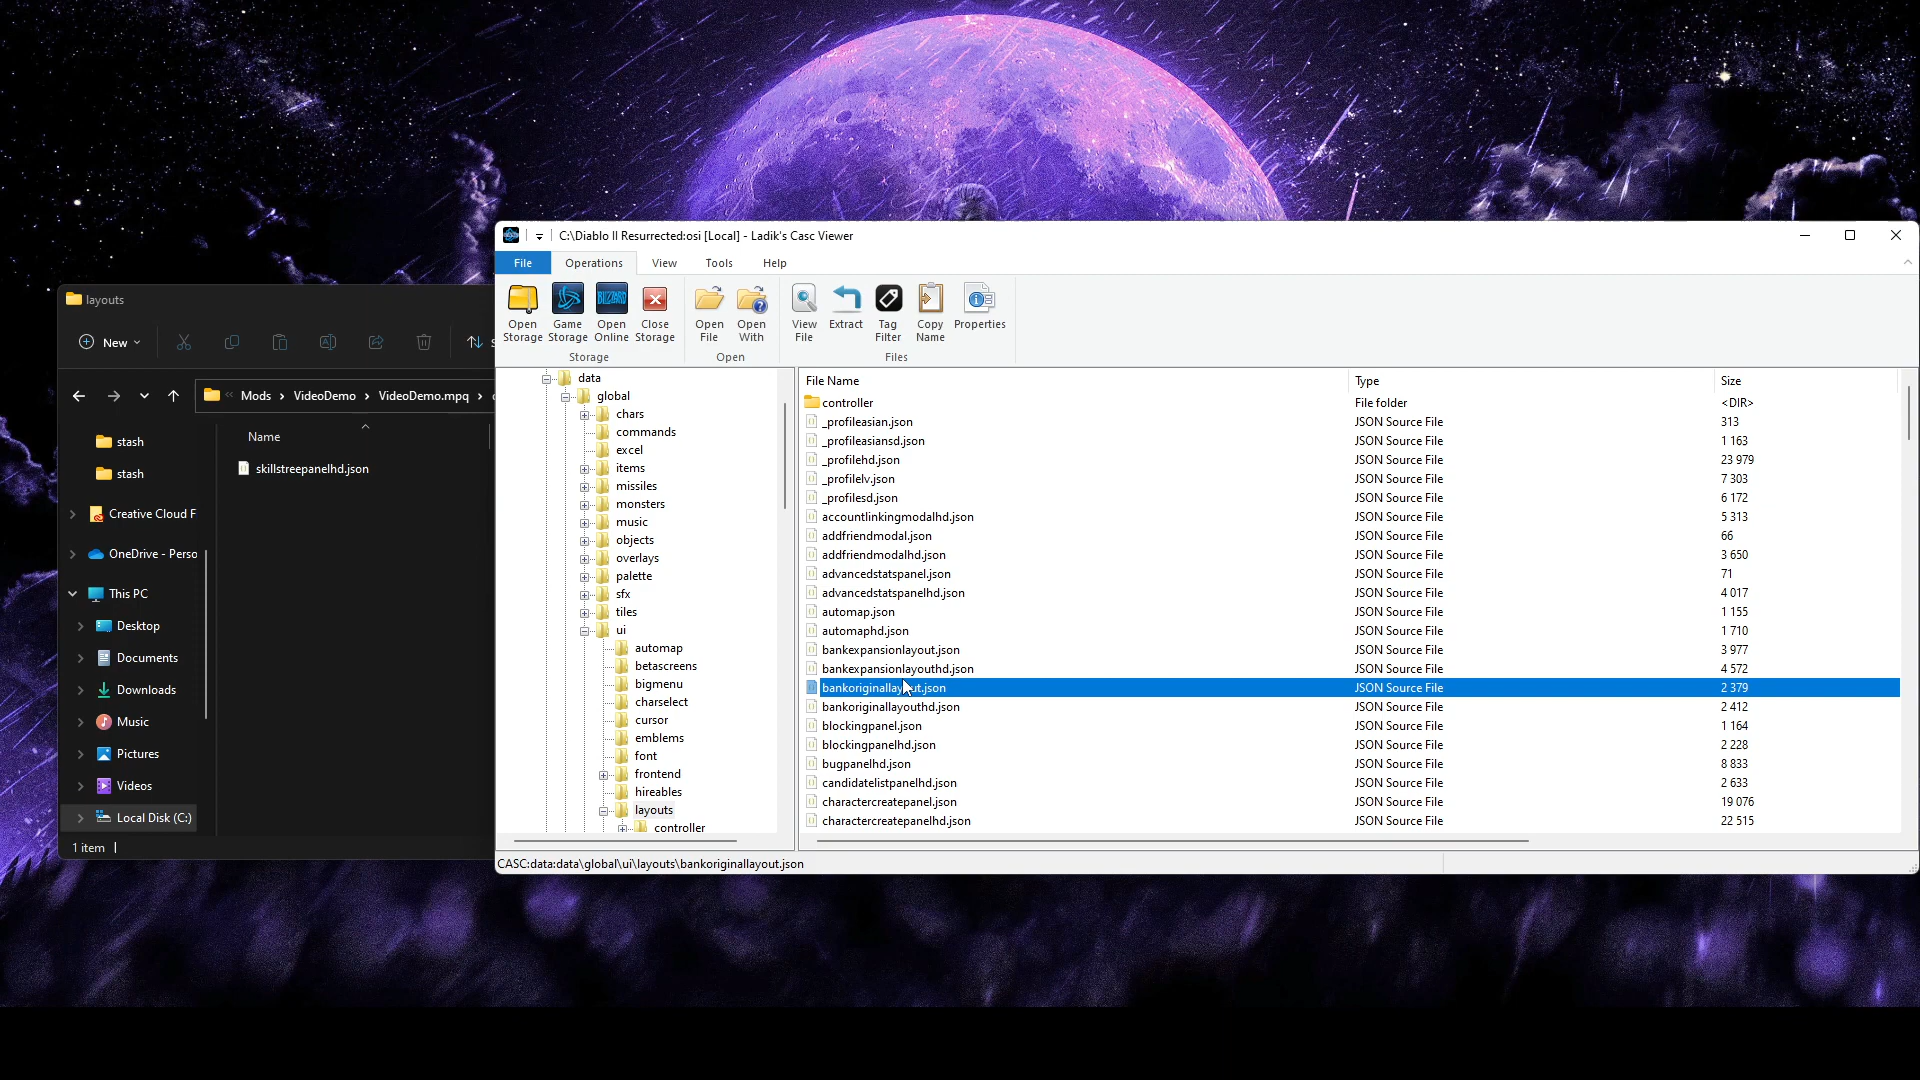 layouts
New
Mods › VideoDemo › VideoDemo.mpq ›
stash
stash
Creative Cloud F
OneDrive - Perso
This PC
Desktop
Documents
Downloads
Music
Pictures
Videos
Local Disk (C:)
Name
skillstreepanelhd.json
1 item
C:\Diablo II Resurrected:osi [Local] - Ladik's Casc Viewer
File Operations View Tools Help
Open Storage
Game Storage
BLIZZARD
Open Online
Close Storage
Storage
Open File
Open With
Open
View File
Extract
Tag Filter
Copy Name
Properties
Files
data
global
chars
commands
excel
items
missiles
monsters
music
objects
overlays
palette
sfx
tiles
ui
automap
betascreens
bigmenu
charselect
cursor
emblems
font
frontend
hireables
layouts
controller
File Name Type Size
controller File folder <DIR>
_profileasian.json JSON Source File 313
_profileasiansd.json JSON Source File 1 163
_profilehd.json JSON Source File 23 979
_profilelv.json JSON Source File 7 303
_profilesd.json JSON Source File 6 172
accountlinkingmodalhd.json JSON Source File 5 313
addfriendmodal.json JSON Source File 66
addfriendmodalhd.json JSON Source File 3 650
advancedstatspanel.json JSON Source File 71
advancedstatspanelhd.json JSON Source File 4 017
automap.json JSON Source File 1 155
automaphd.json JSON Source File 1 710
bankexpansionlayout.json JSON Source File 3 977
bankexpansionlayouthd.json JSON Source File 4 572
bankoriginallayout.json JSON Source File 2 379
bankoriginallayouthd.json JSON Source File 2 412
blockingpanel.json JSON Source File 1 164
blockingpanelhd.json JSON Source File 2 228
bugpanelhd.json JSON Source File 8 833
candidatelistpanelhd.json JSON Source File 2 633
charactercreatepanel.json JSON Source File 19 076
charactercreatepanelhd.json JSON Source File 22 515
CASC:data:data\global\ui\layouts\bankoriginallayout.json